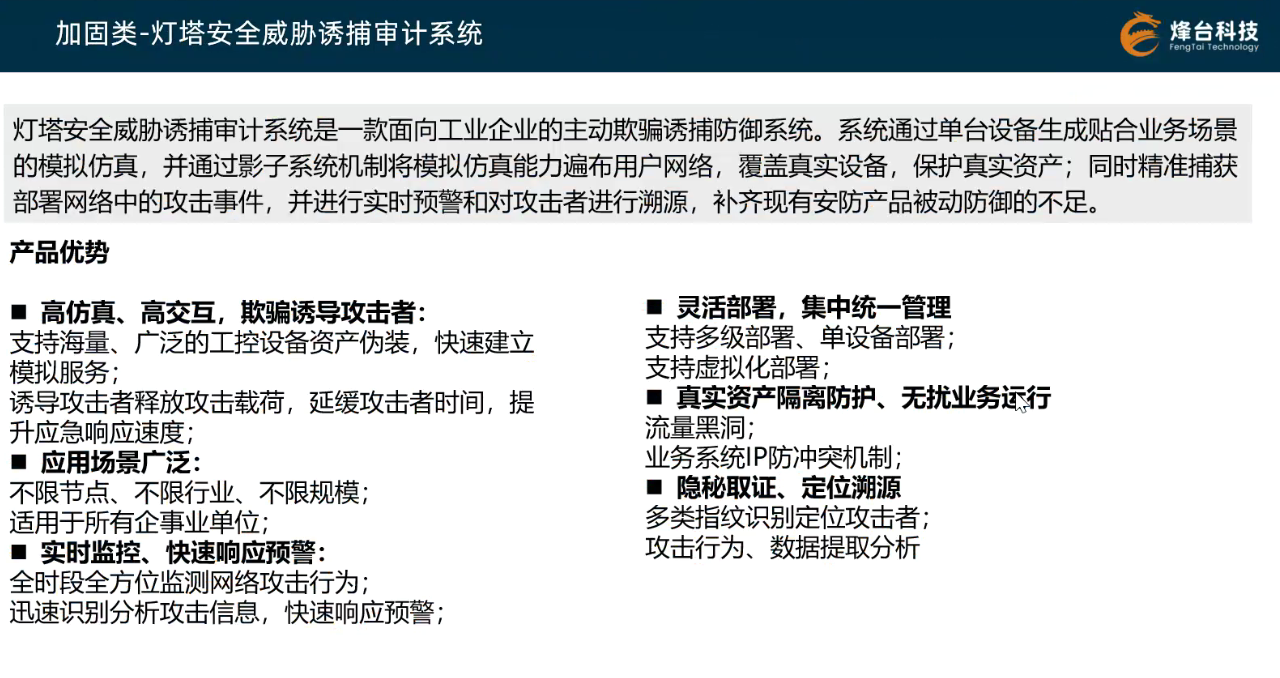 加固类-灯塔安全威胁诱捕审计系统
烽台科技
FengTai Technology
灯塔安全威胁诱捕审计系统是一款面向工业企业的主动欺骗诱捕防御系统。系统通过单台设备生成贴合业务场景
的模拟仿真，并通过影子系统机制将模拟仿真能力遍布用户网络，覆盖真实设备，保护真实资产；同时精准捕获
部署网络中的攻击事件，并进行实时预警和对攻击者进行溯源，补齐现有安防产品被动防御的不足。
产品优势
■ 高仿真、高交互，欺骗诱导攻击者：
支持海量、广泛的工控设备资产伪装，快速建立
模拟服务；
诱导攻击者释放攻击载荷，延缓攻击者时间，提
升应急响应速度；
■ 应用场景广泛：
不限节点、不限行业、不限规模；
适用于所有企事业单位；
■ 实时监控、快速响应预警：
全时段全方位监测网络攻击行为；
迅速识别分析攻击信息，快速响应预警；
■ 灵活部署，集中统一管理
支持多级部署、单设备部署；
支持虚拟化部署；
■ 真实资产隔离防护、无扰业务运行
流量黑洞；
业务系统IP防冲突机制；
■ 隐秘取证、定位溯源
多类指纹识别定位攻击者；
攻击行为、数据提取分析